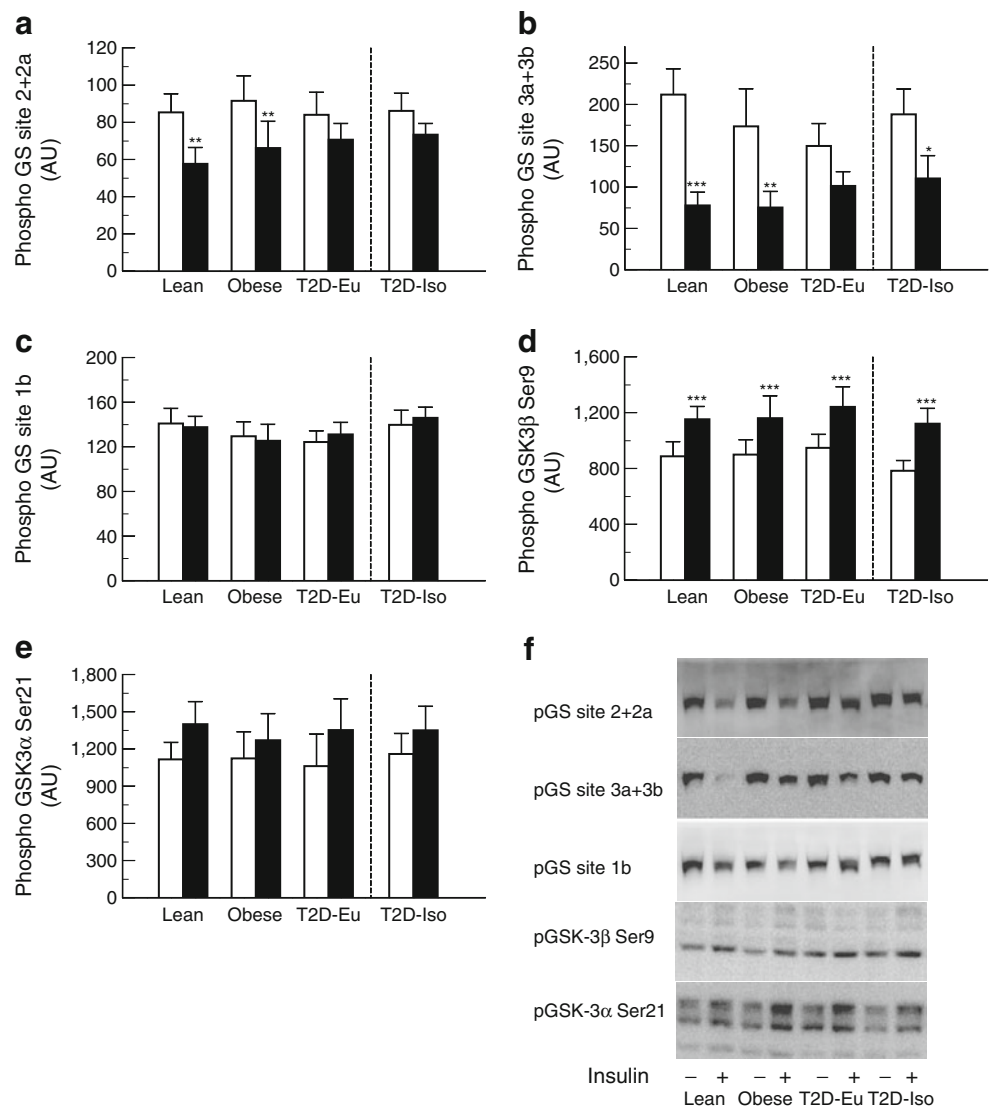 a
Phospho GS site 2+2a
(AU)
120
100
80
60
40
20
0
**
**
Lean Obese T2D-Eu T2D-Iso
b
Phospho GS site 3a+3b
(AU)
250
200
150
100
50
0
***
**
*
Lean Obese T2D-Eu T2D-Iso
c
Phospho GS site 1b
(AU)
200
160
120
80
40
0
Lean Obese T2D-Eu T2D-Iso
d
Phospho GSK3β Ser9
(AU)
1,600
1,200
800
400
0
***
***
***
***
Lean Obese T2D-Eu T2D-Iso
e
Phospho GSK3α Ser21
(AU)
1,800
1,500
1,200
900
600
300
0
Lean Obese T2D-Eu T2D-Iso
f
pGS site 2+2a
pGS site 3a+3b
pGS site 1b
pGSK-3β Ser9
pGSK-3α Ser21
Insulin − + − + − + − +
Lean Obese T2D-Eu T2D-Iso